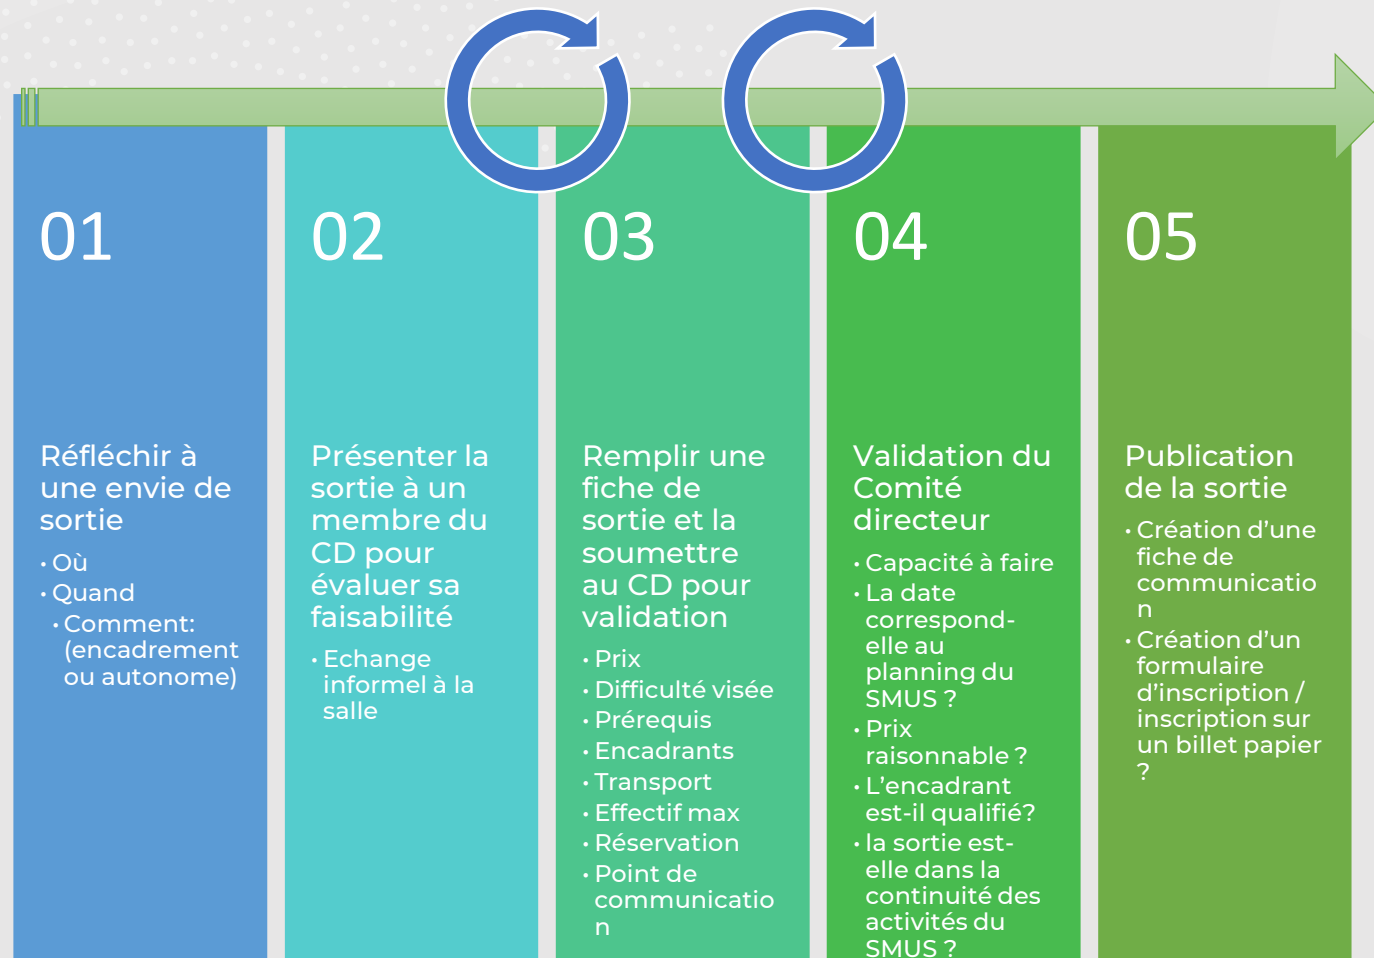 01
Réfléchir à
une envie de
sortie
• Où
• Quand
• Comment:
(encadrement
ou autonome)
02
Présenter la
sortie à un
membre du
CD pour
évaluer sa
faisabilité
• Echange
informel à la
salle
03
Remplir une
fiche de
sortie et la
soumettre
au CD pour
validation
• Prix
• Difficulté visée
• Prérequis
• Encadrants
• Transport
• Effectif max
• Réservation
• Point de
communicatio
n
04
Validation du
Comité
directeur
• Capacité à faire
• La date
correspond-
elle au
planning du
SMUS ?
• Prix
raisonnable ?
• L’encadrant
est-il qualifié?
• la sortie est-
elle dans la
continuité des
activités du
SMUS ?
05
Publication
de la sortie
• Création d’une
fiche de
communicatio
n
• Création d’un
formulaire
d’inscription /
inscription sur
un billet papier
?